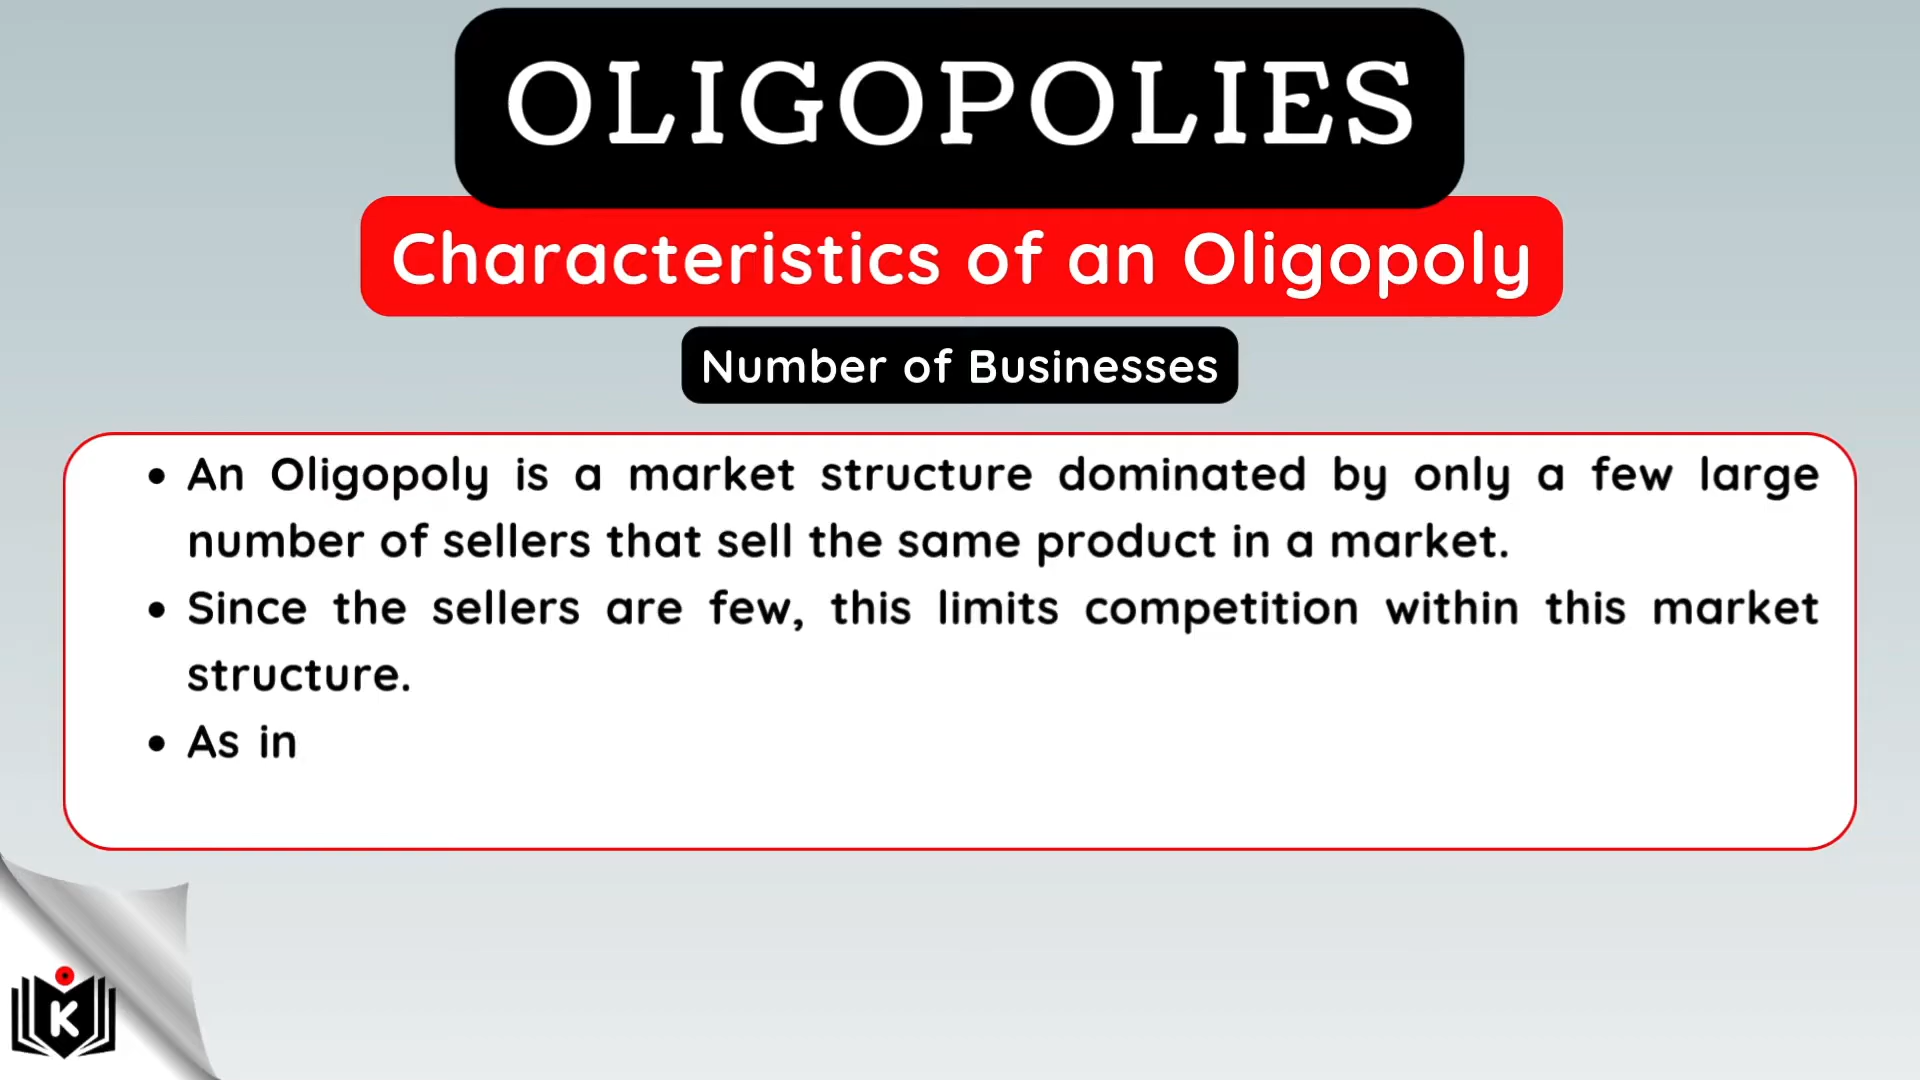 OLIGOPOLIES
Characteristics of an Oligopoly
Number of Businesses
• An Oligopoly is a market structure dominated by only a few large
number of sellers that sell the same product in a market.
• Since the sellers are few, this limits competition within this market
structure.
• As in
K